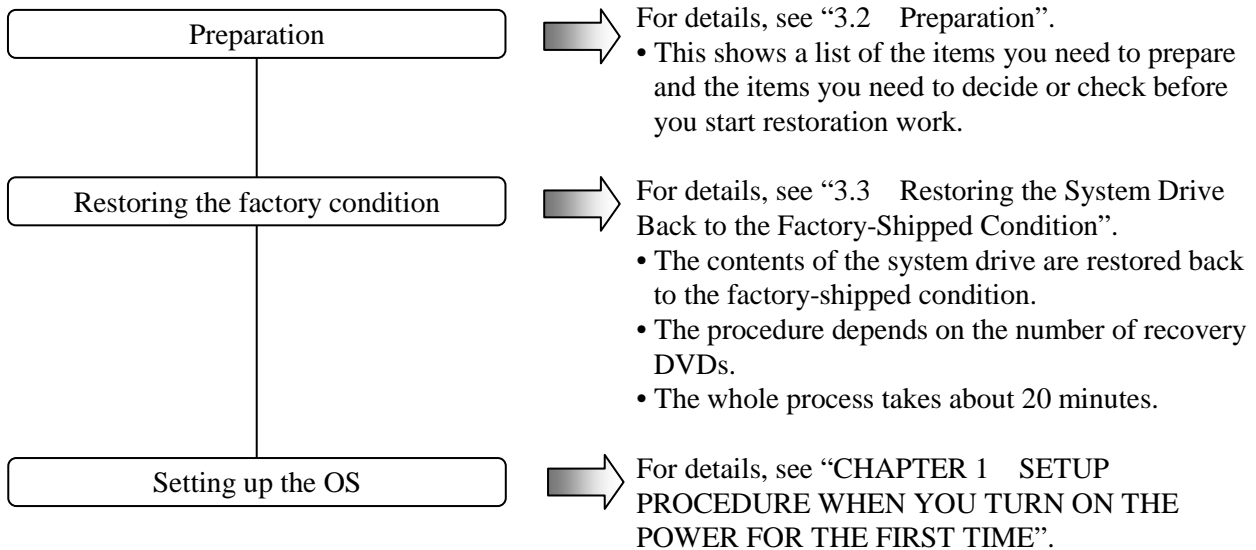 Preparation
For details, see “3.2 Preparation”.
• This shows a list of the items you need to prepare
and the items you need to decide or check before
you start restoration work.
Restoring the factory condition
For details, see “3.3 Restoring the System Drive
Back to the Factory-Shipped Condition”.
• The contents of the system drive are restored back
to the factory-shipped condition.
• The procedure depends on the number of recovery
DVDs.
• The whole process takes about 20 minutes.
Setting up the OS
For details, see “CHAPTER 1 SETUP
PROCEDURE WHEN YOU TURN ON THE
POWER FOR THE FIRST TIME”.